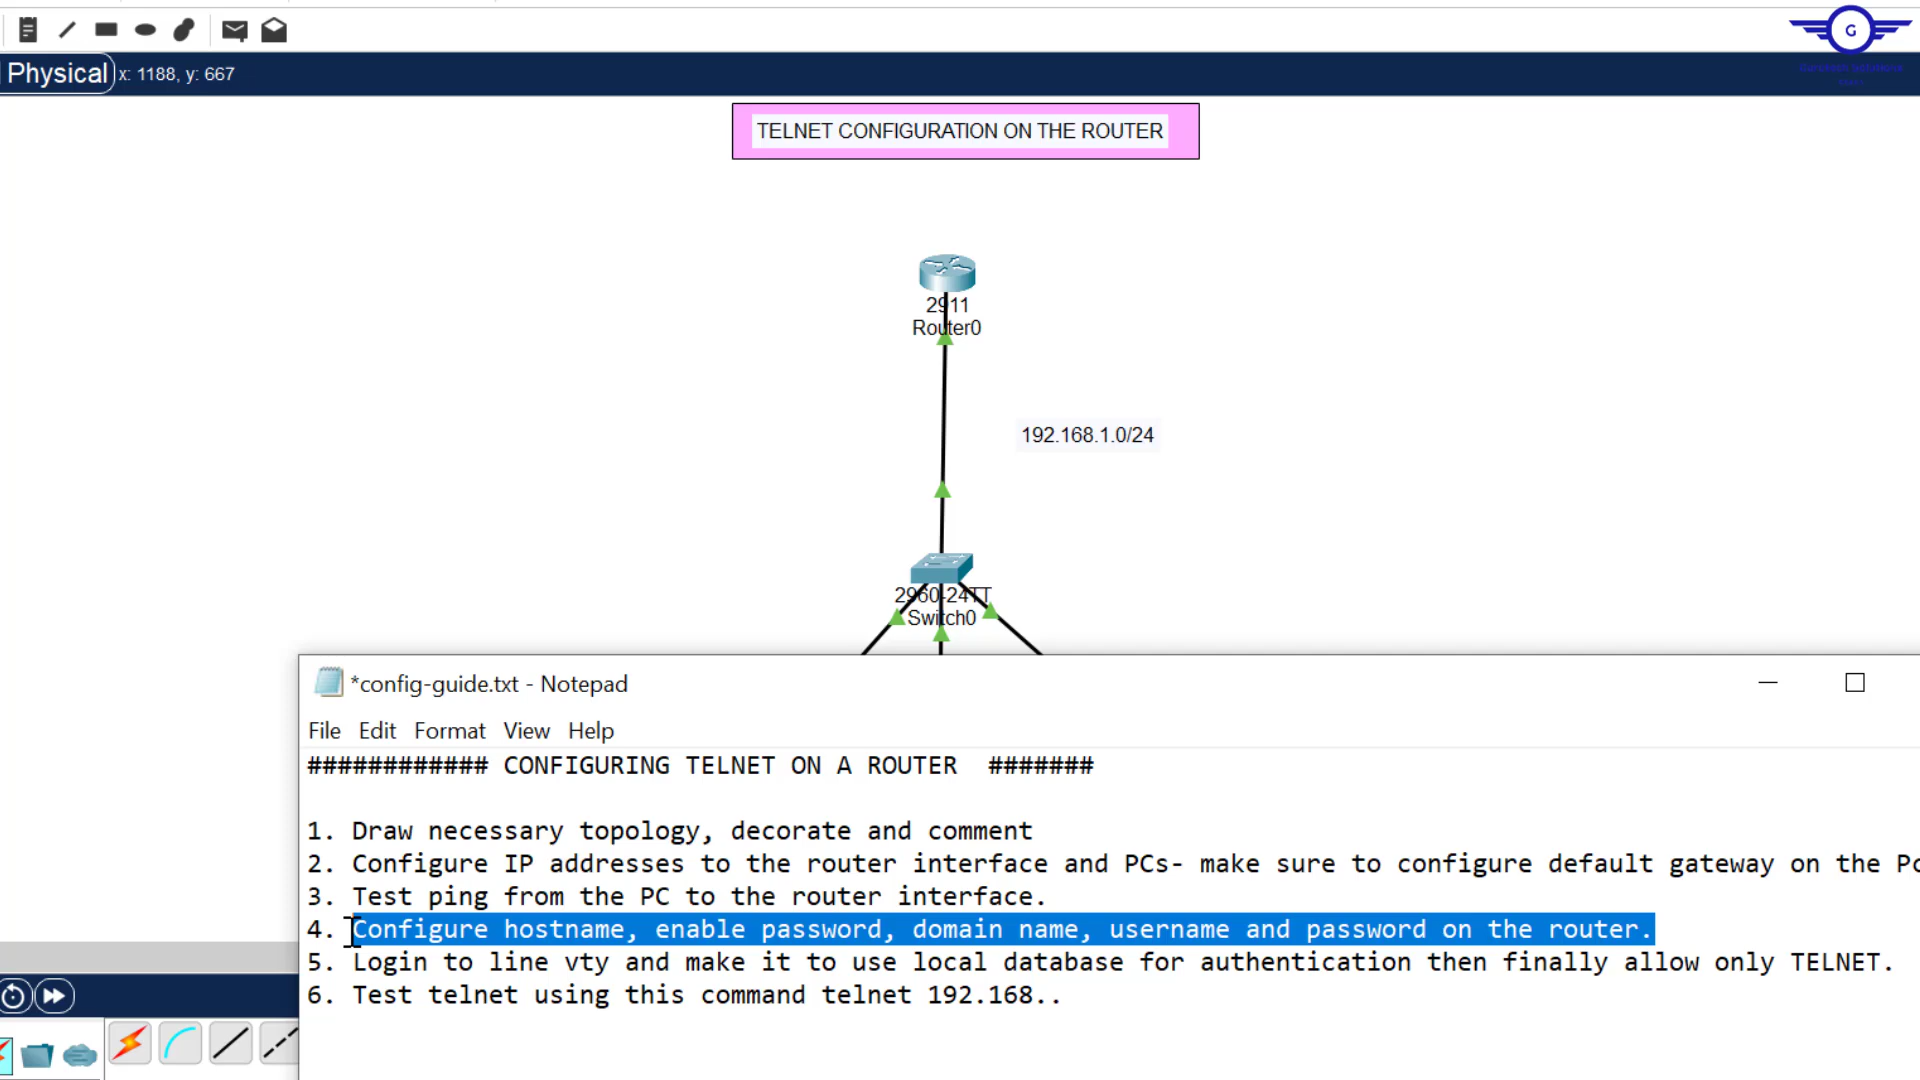 Physical x: 1188, y: 667
G
TELNET CONFIGURATION ON THE ROUTER
2911
Router0
192.168.1.0/24
2960-24TT
Switch0
*config-guide.txt - Notepad
File Edit Format View Help
############ CONFIGURING TELNET ON A ROUTER #######
1. Draw necessary topology, decorate and comment
2. Configure IP addresses to the router interface and PCs- make sure to configure default gateway on the Pc
3. Test ping from the PC to the router interface.
4. Configure hostname, enable password, domain name, username and password on the router.
5. Login to line vty and make it to use local database for authentication then finally allow only TELNET.
6. Test telnet using this command telnet 192.168..